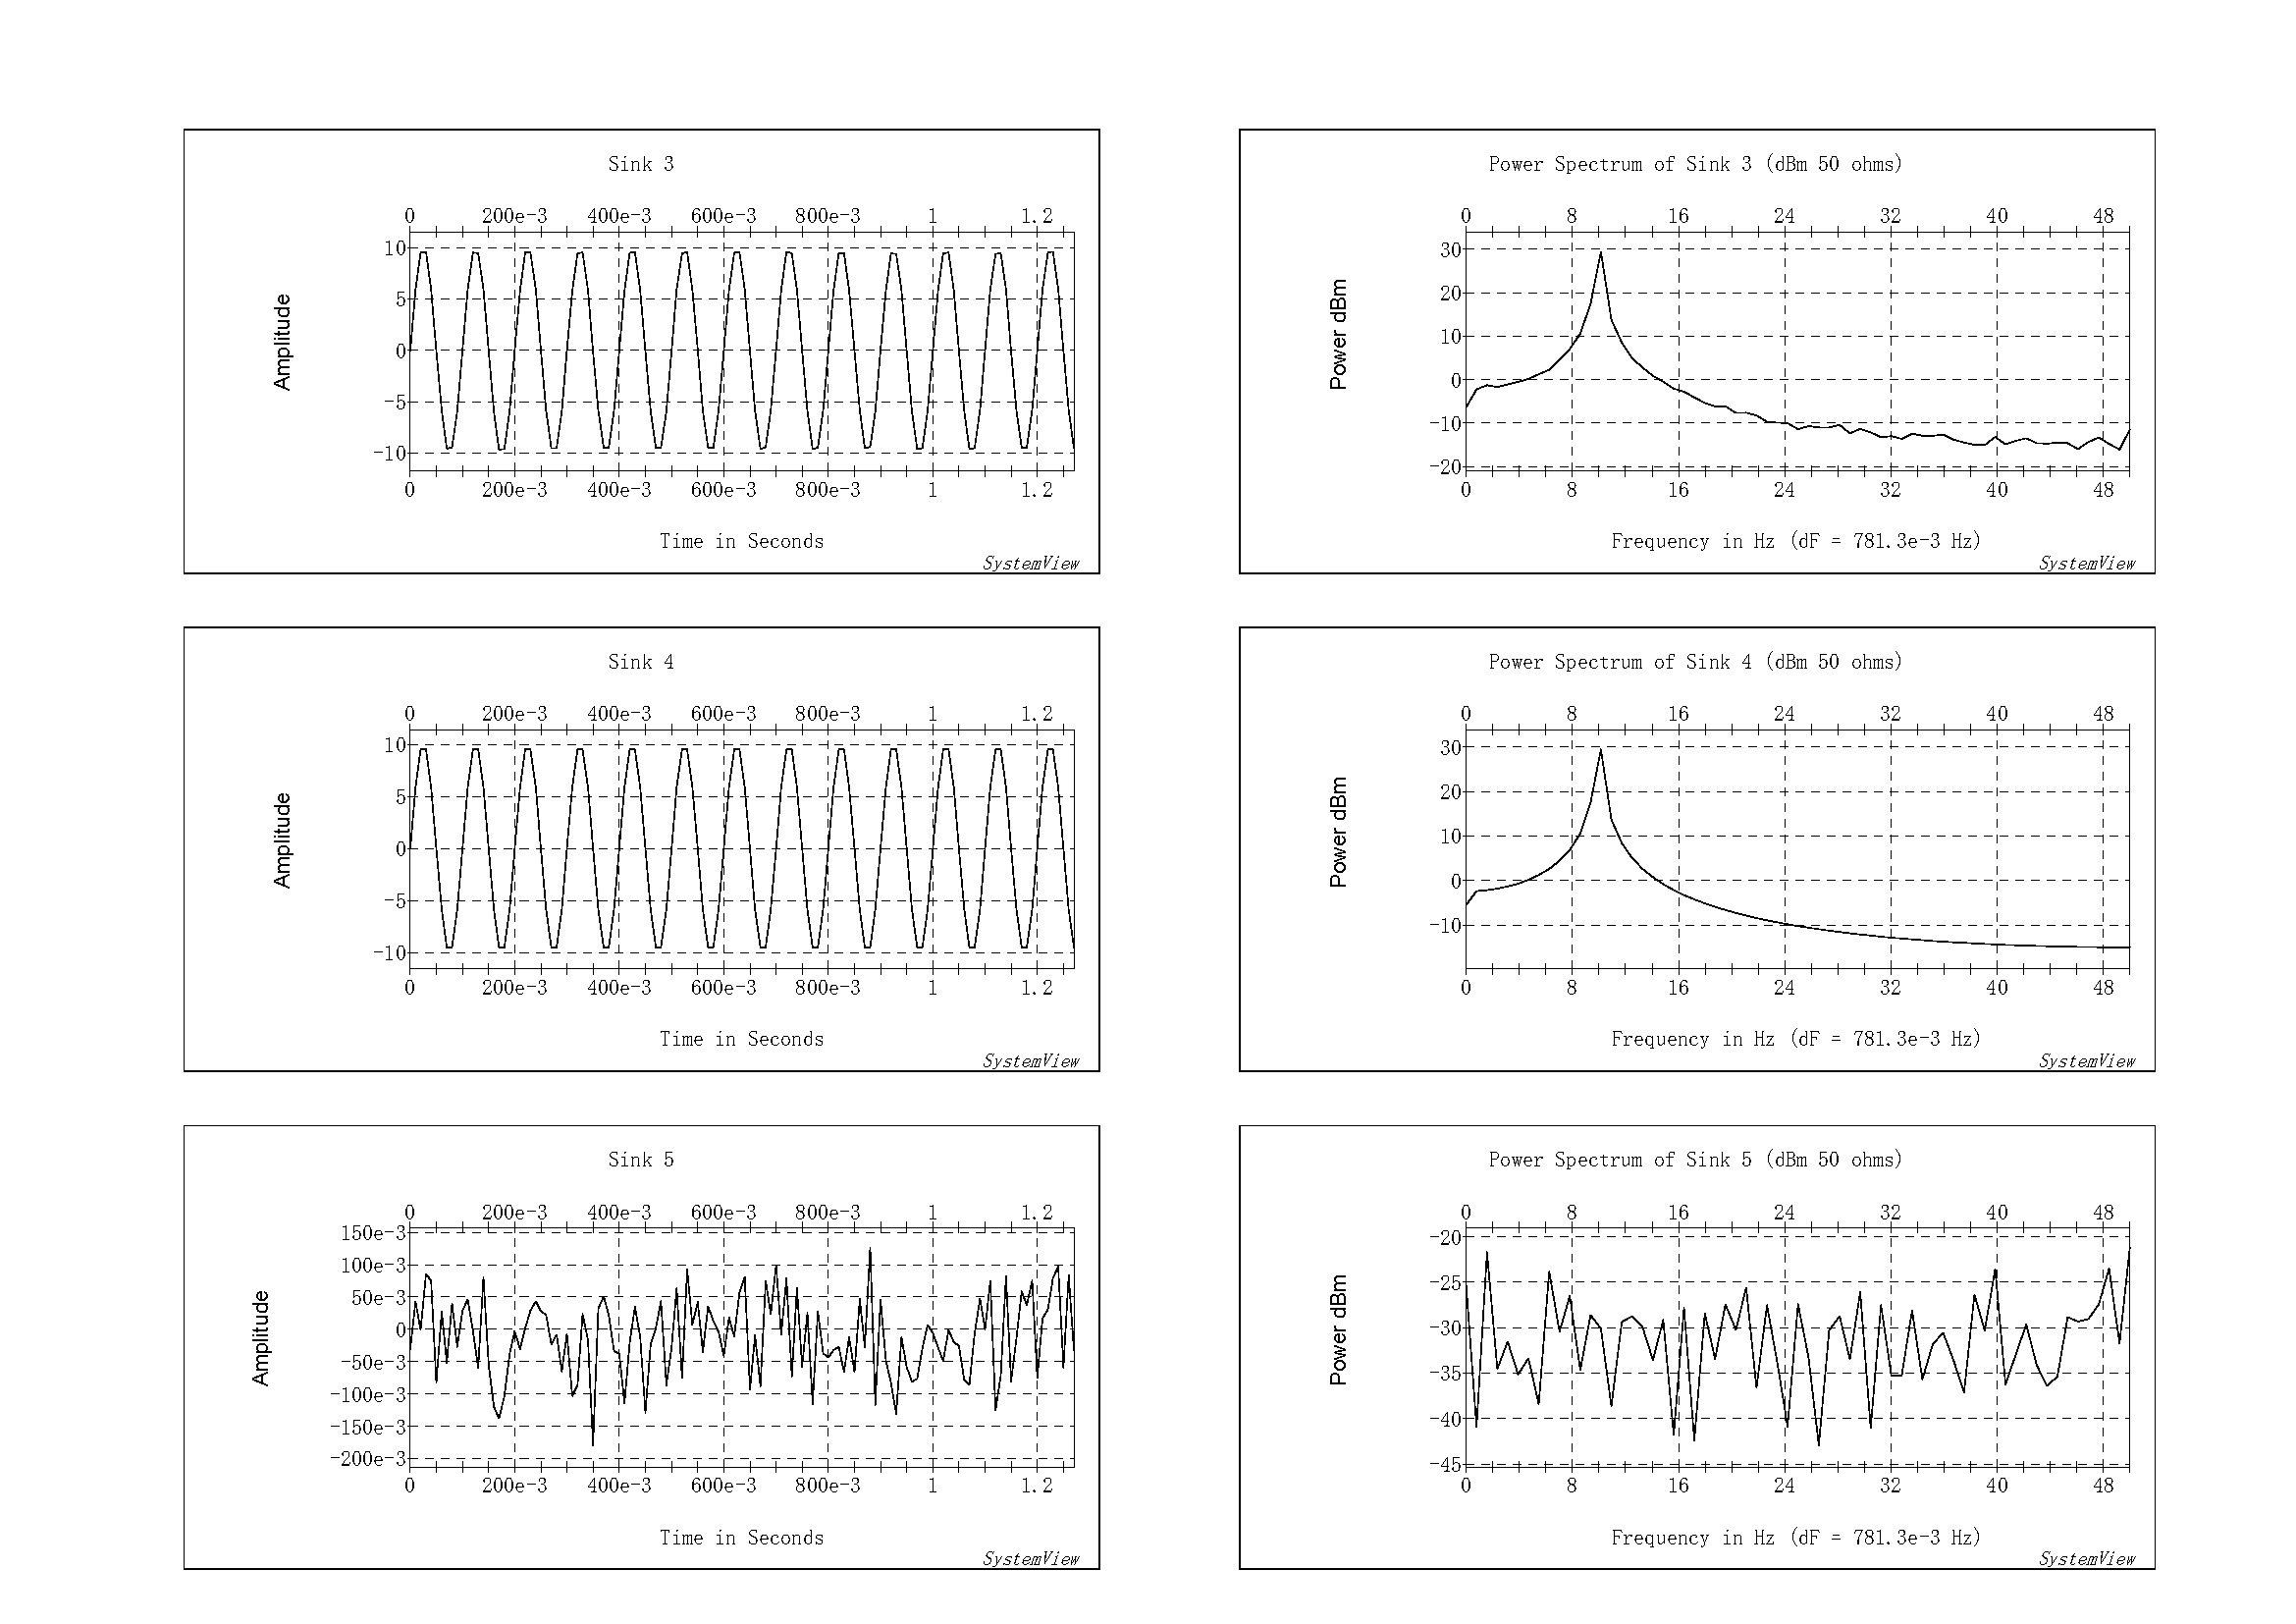 Sink 3
0 200e-3 400e-3 600e-3 800e-3 1 1.2
10
5
0
-5
-10
Amplitude
0 200e-3 400e-3 600e-3 800e-3 1 1.2
Time in Seconds
SystemView
Power Spectrum of Sink 3 (dBm 50 ohms)
0 8 16 24 32 40 48
30
20
10
0
-10
-20
Power dBm
0 8 16 24 32 40 48
Frequency in Hz (dF = 781.3e-3 Hz)
SystemView
Sink 4
0 200e-3 400e-3 600e-3 800e-3 1 1.2
10
5
0
-5
-10
Amplitude
0 200e-3 400e-3 600e-3 800e-3 1 1.2
Time in Seconds
SystemView
Power Spectrum of Sink 4 (dBm 50 ohms)
0 8 16 24 32 40 48
30
20
10
0
-10
Power dBm
0 8 16 24 32 40 48
Frequency in Hz (dF = 781.3e-3 Hz)
SystemView
Sink 5
0 200e-3 400e-3 600e-3 800e-3 1 1.2
150e-3
100e-3
50e-3
0
-50e-3
-100e-3
-150e-3
-200e-3
Amplitude
0 200e-3 400e-3 600e-3 800e-3 1 1.2
Time in Seconds
SystemView
Power Spectrum of Sink 5 (dBm 50 ohms)
0 8 16 24 32 40 48
-20
-25
-30
-35
-40
-45
Power dBm
0 8 16 24 32 40 48
Frequency in Hz (dF = 781.3e-3 Hz)
SystemView